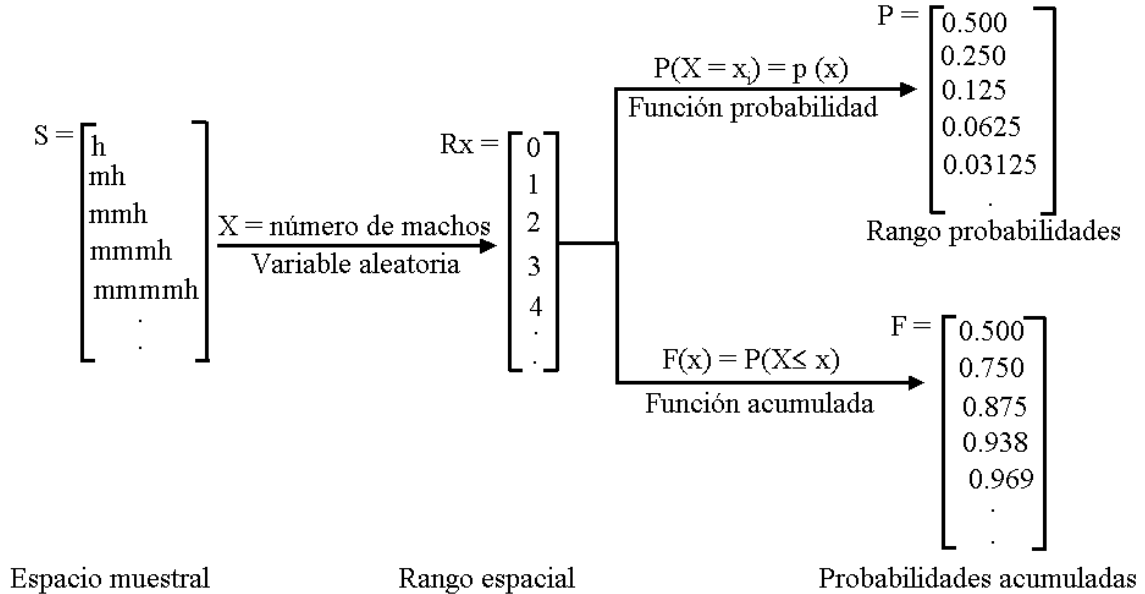 S =
h
mh
mmh
mmmh
mmmmh
.
.
X = número de machos
Variable aleatoria
Rx =
0
1
2
3
4
.
.
P(X = xi) = p (x)
Función probabilidad
P =
0.500
0.250
0.125
0.0625
0.03125
.
Rango probabilidades
F(x) = P(X≤ x)
Función acumulada
F =
0.500
0.750
0.875
0.938
0.969
.
.
Espacio muestral
Rango espacial
Probabilidades acumuladas